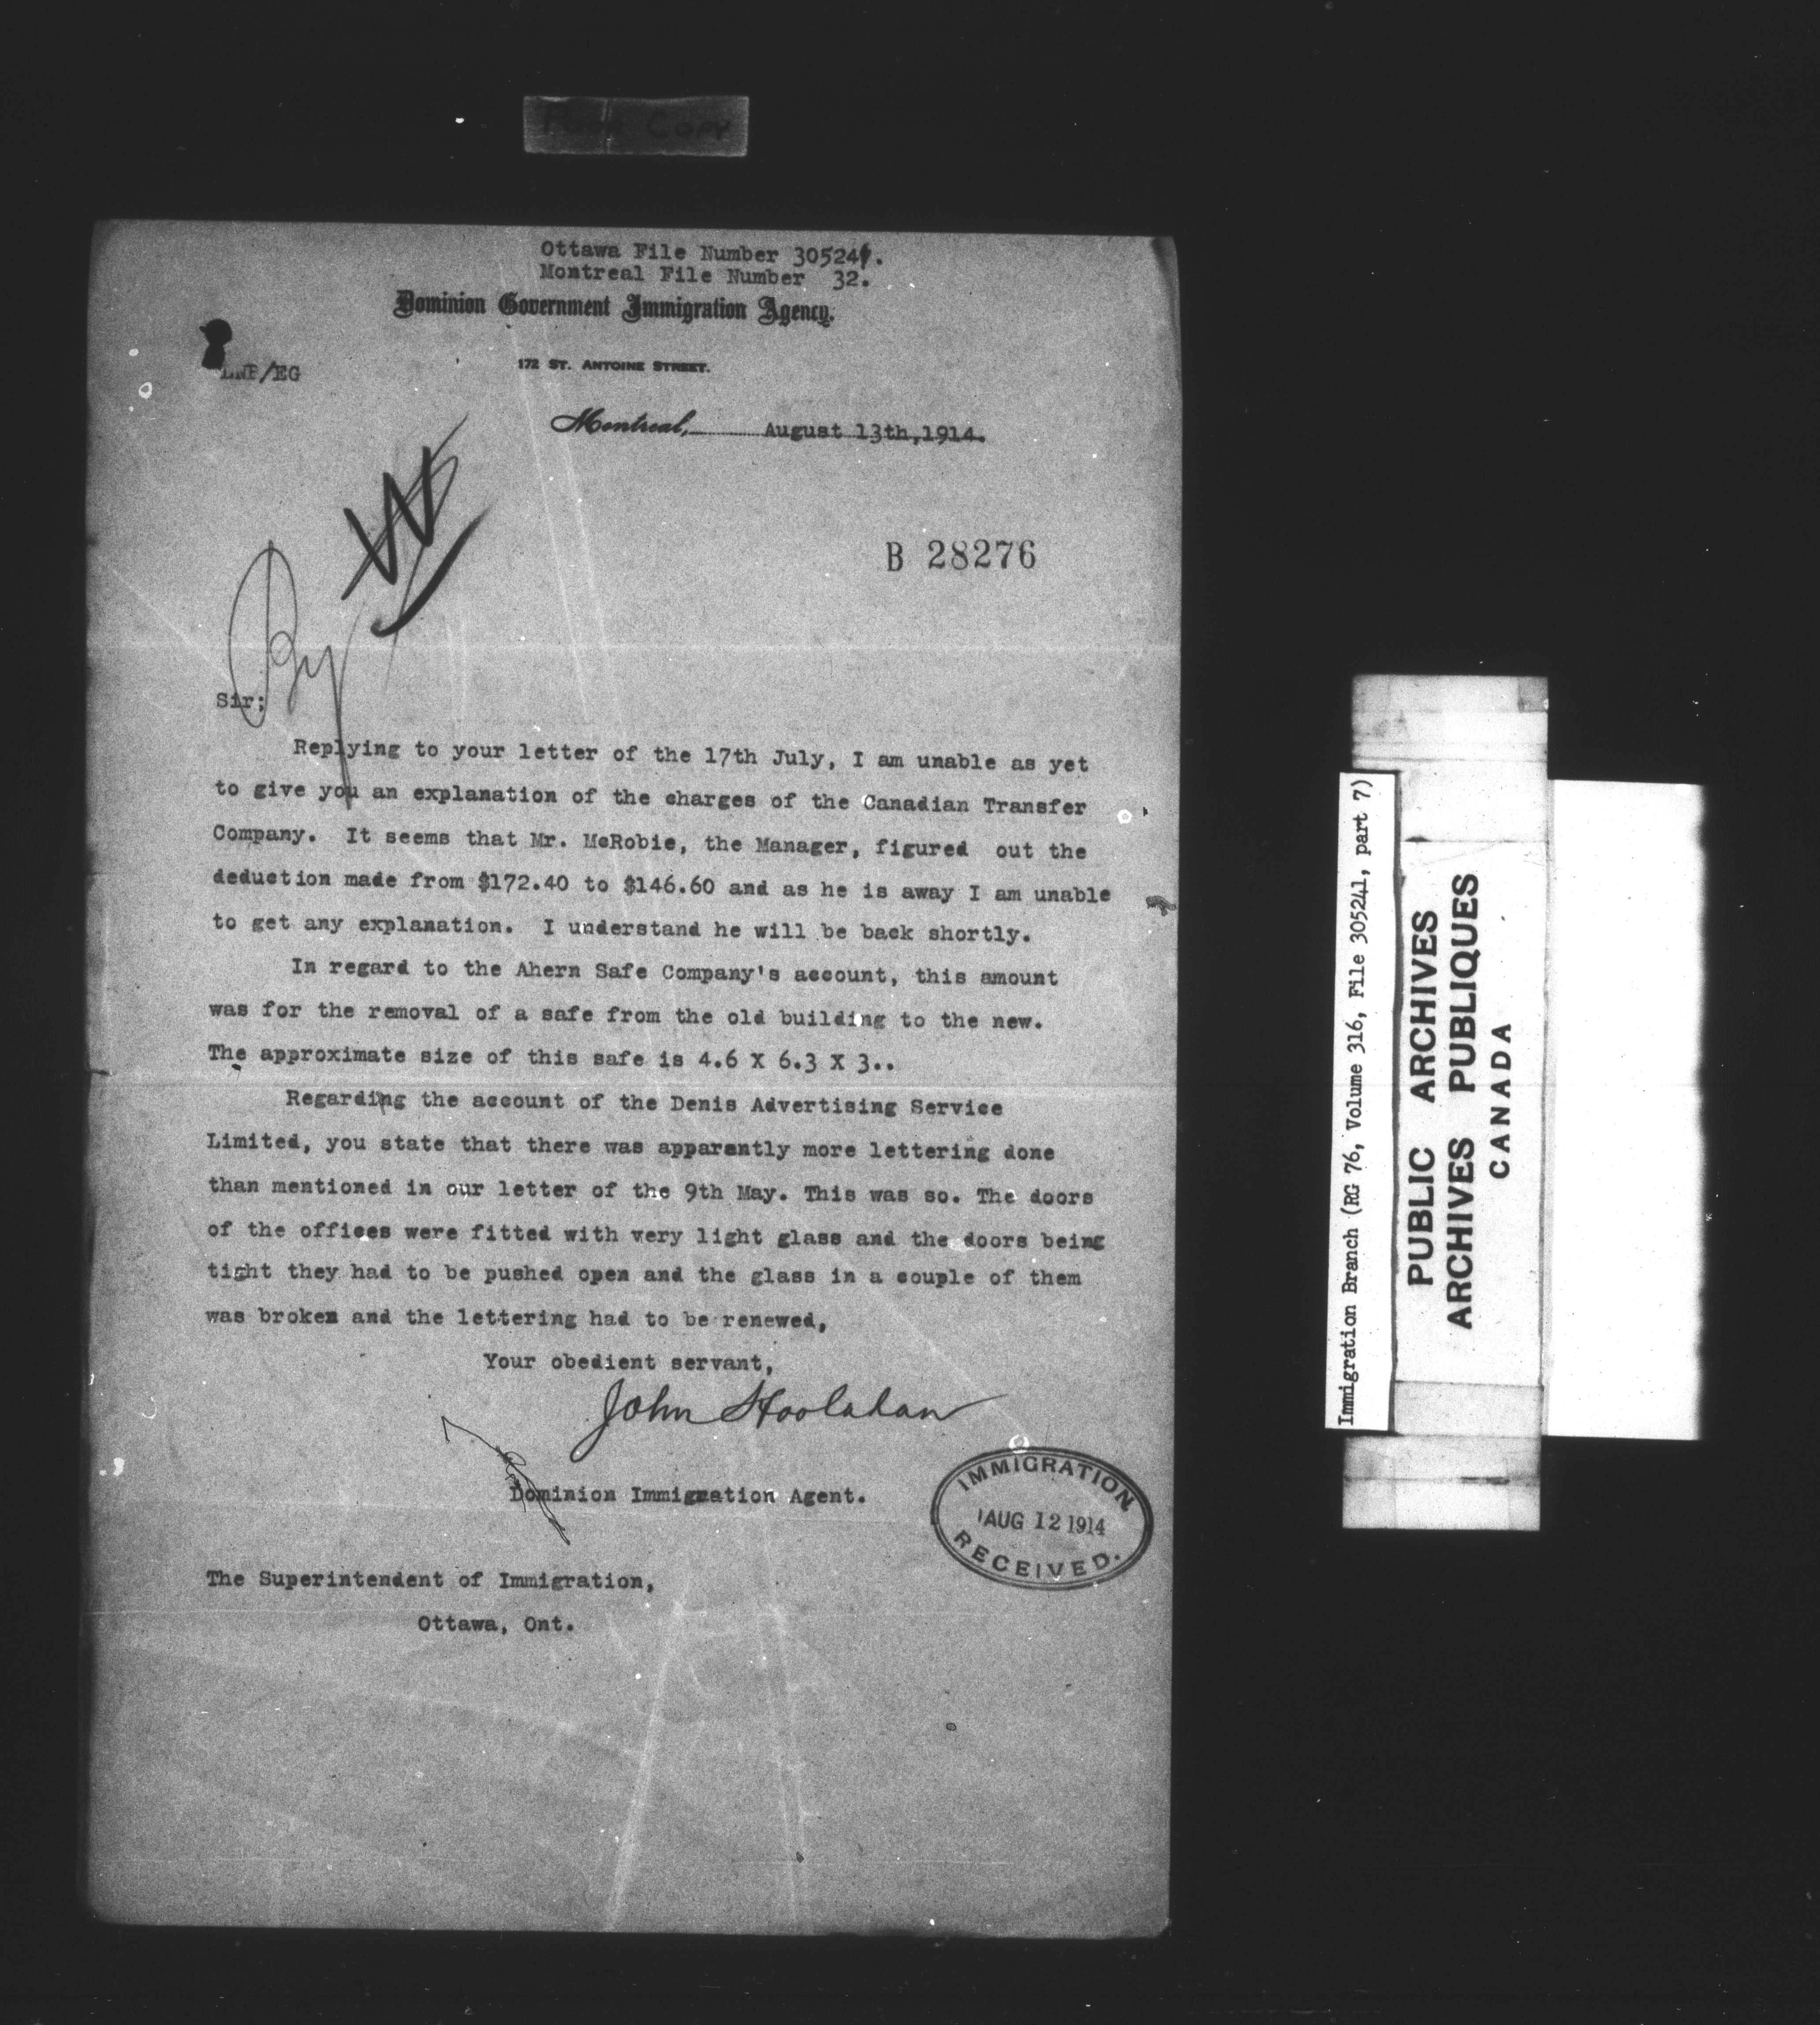 Copy
Ottawa File Number 305241.
Montreal File Number 32.
Dominion Government Immigration Agency.
172 ST. ANTOINE STREET.
/EG
Montreal, August 13th, 1914.
B 28276
Sir:
Replying to your letter of the 17th July, I am unable as yet
to give you an explanation of the charges of the Canadian Transfer
Company. It seems that Mr. McRobie, the Manager, figured out the
deduction made from $172.40 to $146.60 and as he is away I am unable
to get any explanation. I understand he will be back shortly.
In regard to the Ahern Safe Company's account, this amount
was for the removal of a safe from the old building to the new.
The approximate size of this safe is 4.6 X 6.3 X 3..
Regarding the account of the Denis Advertising Service
Limited, you state that there was apparantly more lettering done
than mentioned in our letter of the 9th May. This was so. The doors
of the offices were fitted with very light glass and the doors being
tight they had to be pushed open and the glass in a couple of them
was broken and the lettering had to be renewed,
Your obedient servant,
John Hoolahan
Dominion Immigration Agent.
IMMIGRATION
AUG 12 1914
RECEIVED.
The Superintendent of Immigration,
Ottawa, Ont.
Immigration Branch (RG 76, Volume 316, File 305241, part 7)
PUBLIC ARCHIVES
ARCHIVES PUBLIQUES
CANADA